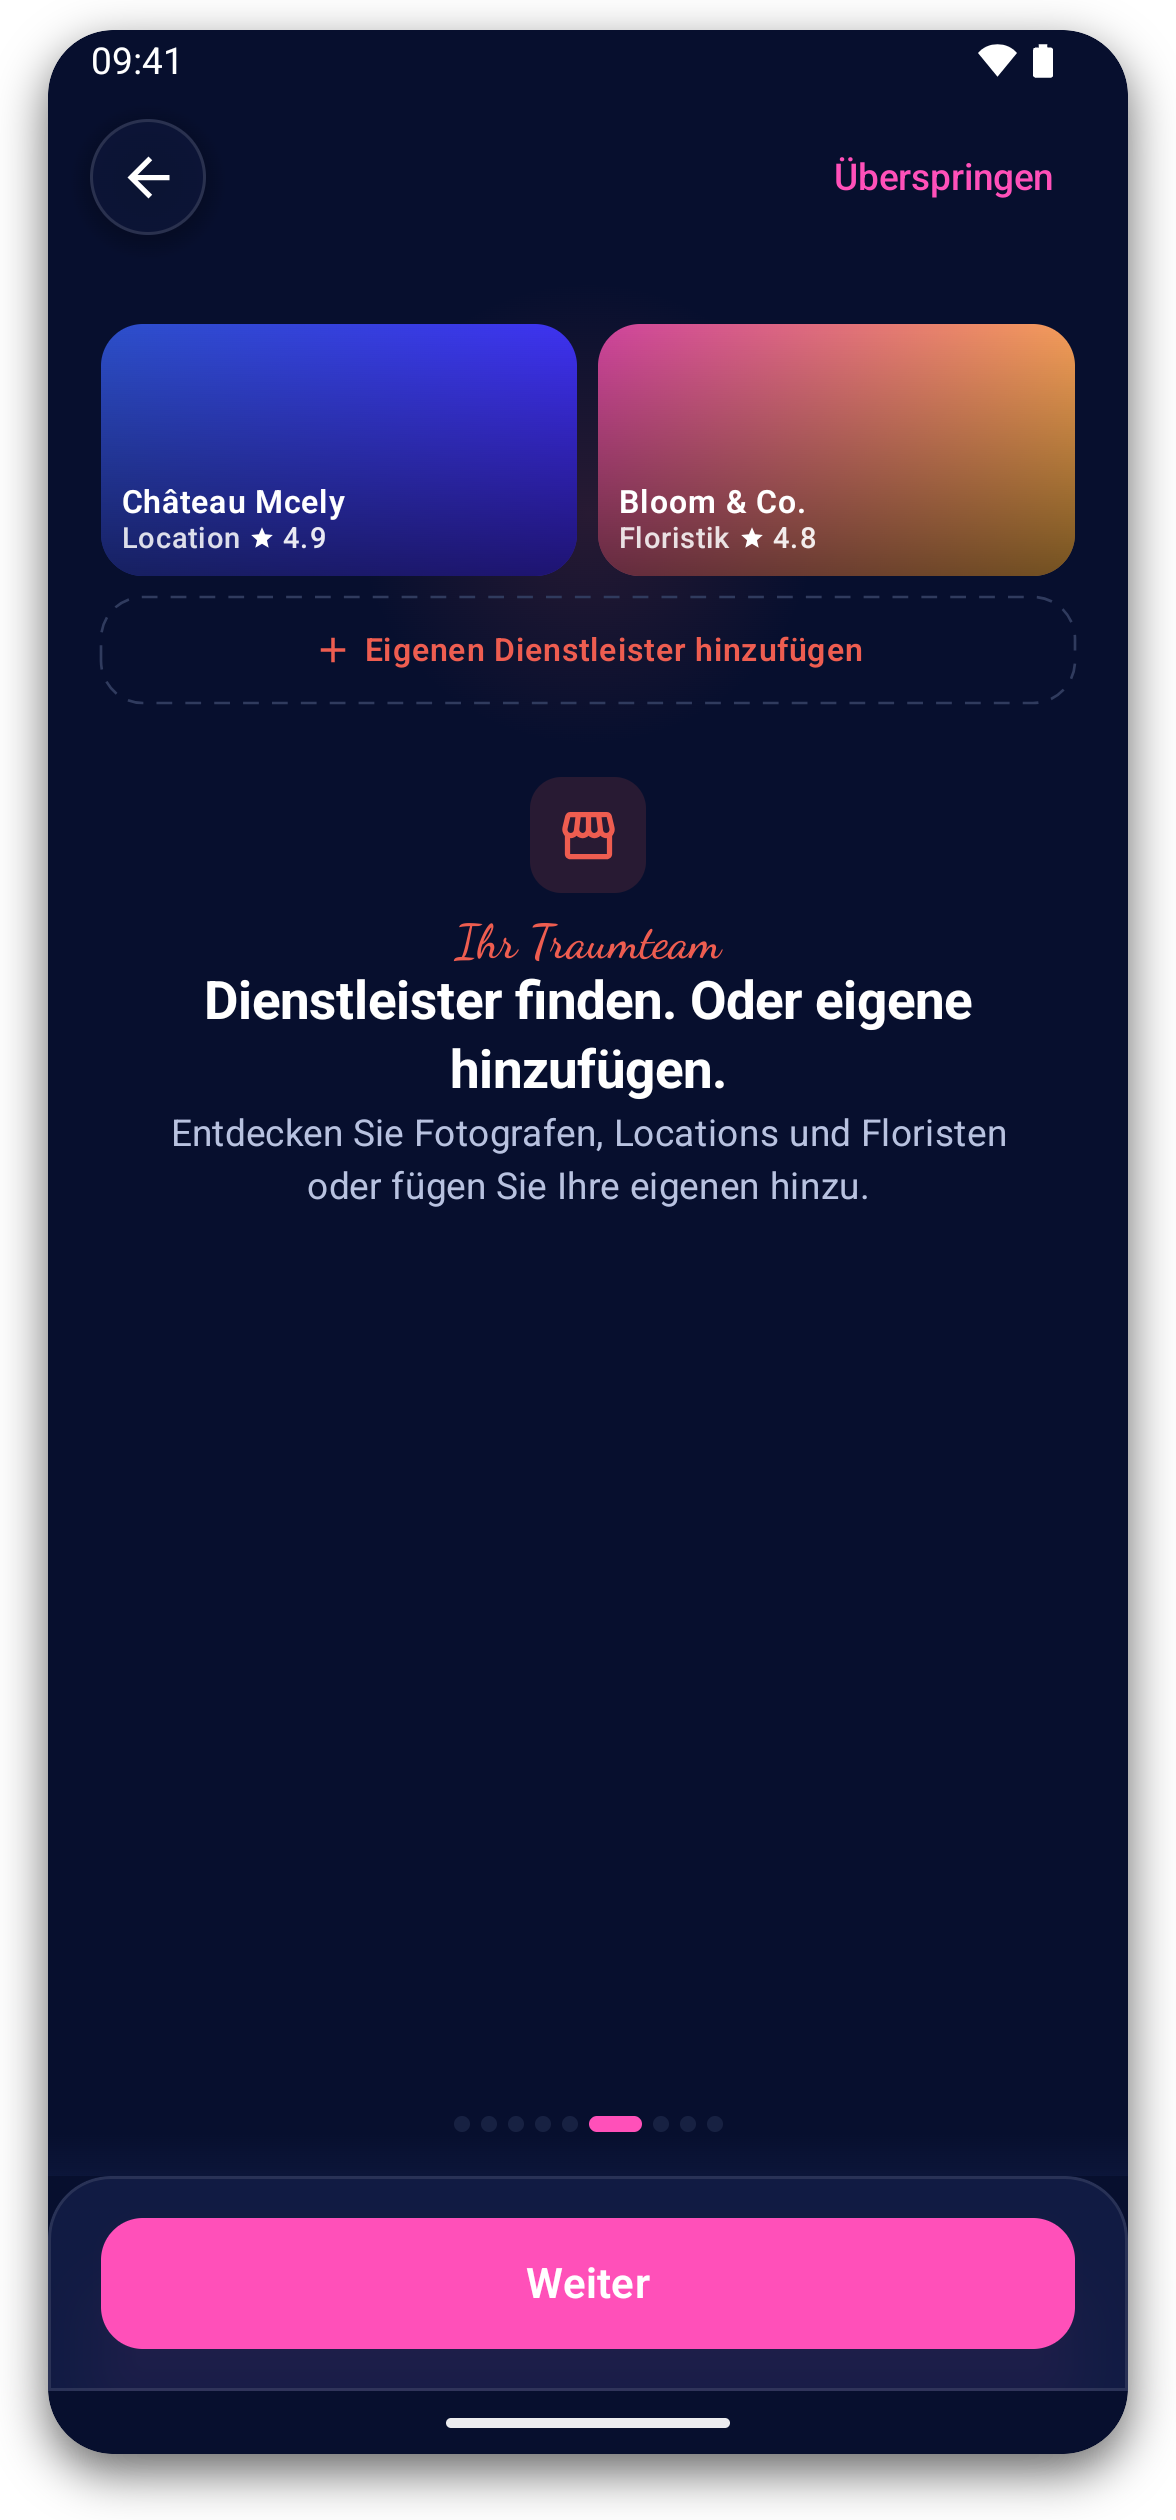 09:41
Überspringen
Château Mcely
Location ★ 4.9
Bloom & Co.
Floristik ★ 4.8
+ Eigenen Dienstleister hinzufügen
Ihr Traumteam
Dienstleister finden. Oder eigene
hinzufügen.
Entdecken Sie Fotografen, Locations und Floristen
oder fügen Sie Ihre eigenen hinzu.
Weiter